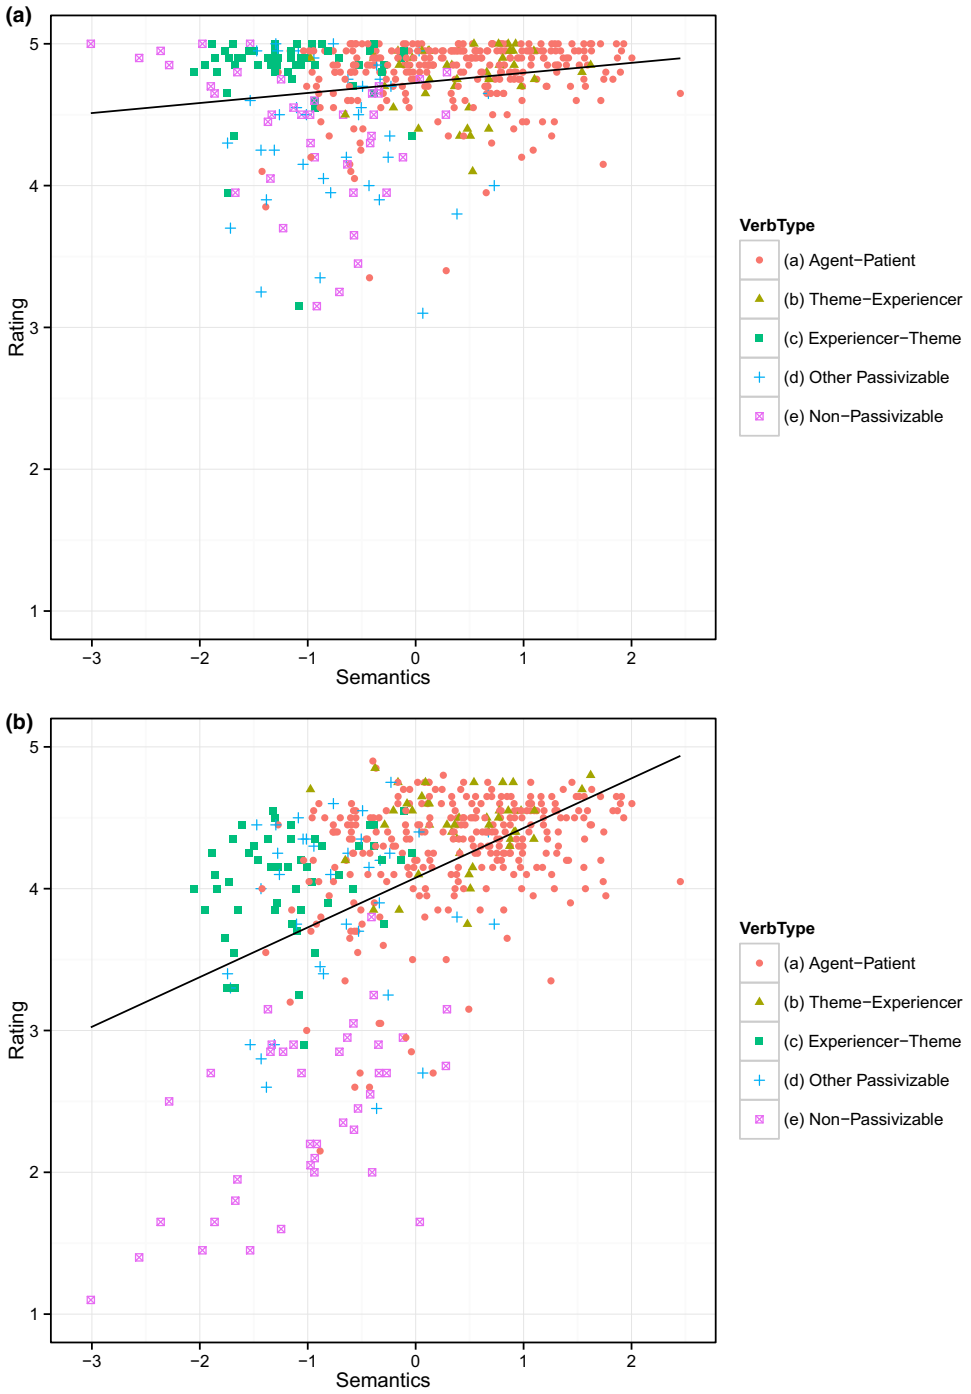 (a)
5
4
3
2
1
Rating
−3 −2 −1 0 1 2
Semantics
VerbType
(a) Agent−Patient
(b) Theme−Experiencer
(c) Experiencer−Theme
(d) Other Passivizable
(e) Non−Passivizable
(b)
5
4
3
2
1
Rating
−3 −2 −1 0 1 2
Semantics
VerbType
(a) Agent−Patient
(b) Theme−Experiencer
(c) Experiencer−Theme
(d) Other Passivizable
(e) Non−Passivizable